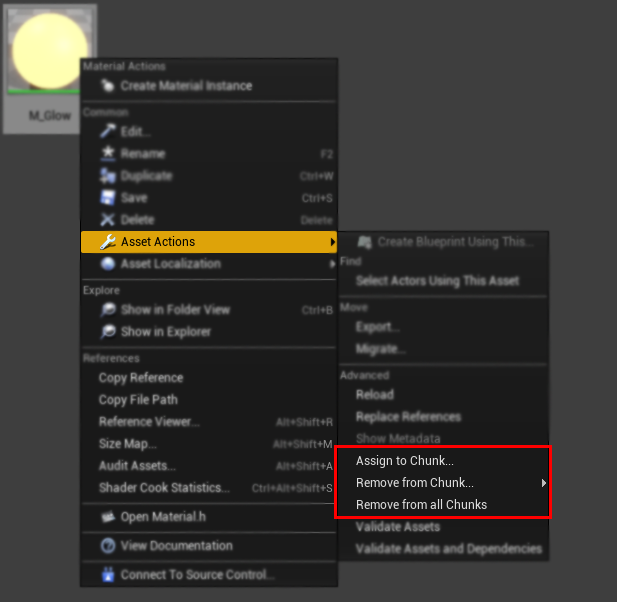 M_Glow
Material Actions
Create Material Instance
Common
Edit...
Rename F2
Duplicate Ctrl+W
Save Ctrl+S
Delete Delete
Asset Actions
Asset Localization
Explore
Show in Folder View Ctrl+B
Show in Explorer
References
Copy Reference
Copy File Path
Reference Viewer... Alt+Shift+R
Size Map... Alt+Shift+M
Audit Assets... Alt+Shift+A
Shader Cook Statistics... Ctrl+Alt+Shift+S
Open Material.h
View Documentation
Connect To Source Control...
Create Blueprint Using This...
Find
Select Actors Using This Asset
Move
Export...
Migrate...
Advanced
Reload
Replace References
Show Metadata
Assign to Chunk...
Remove from Chunk...
Remove from all Chunks
Validate Assets
Validate Assets and Dependencies